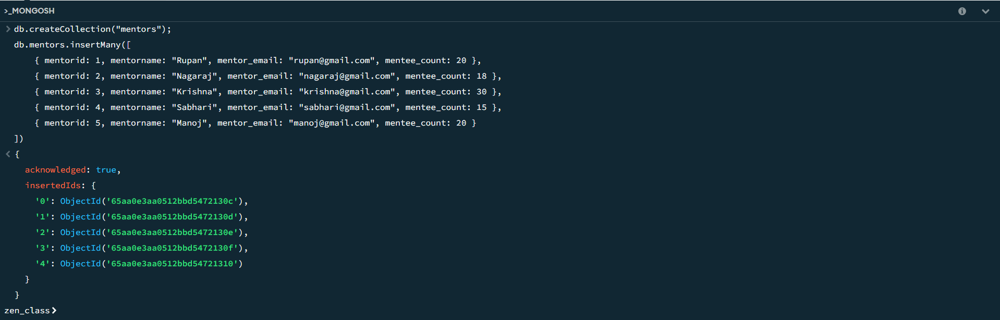 >_MONGOSH
> db.createCollection("mentors");
db.mentors.insertMany([
{ mentorid: 1, mentorname: "Rupan", mentor_email: "rupan@gmail.com", mentee_count: 20 },
{ mentorid: 2, mentorname: "Nagaraj", mentor_email: "nagaraj@gmail.com", mentee_count: 18 },
{ mentorid: 3, mentorname: "Krishna", mentor_email: "krishna@gmail.com", mentee_count: 30 },
{ mentorid: 4, mentorname: "Sabhari", mentor_email: "sabhari@gmail.com", mentee_count: 15 },
{ mentorid: 5, mentorname: "Manoj", mentor_email: "manoj@gmail.com", mentee_count: 20 }
])
< {
acknowledged: true,
insertedIds: {
'0': ObjectId('65aa0e3aa0512bbd5472130c'),
'1': ObjectId('65aa0e3aa0512bbd5472130d'),
'2': ObjectId('65aa0e3aa0512bbd5472130e'),
'3': ObjectId('65aa0e3aa0512bbd5472130f'),
'4': ObjectId('65aa0e3aa0512bbd54721310')
}
}
zen_class>